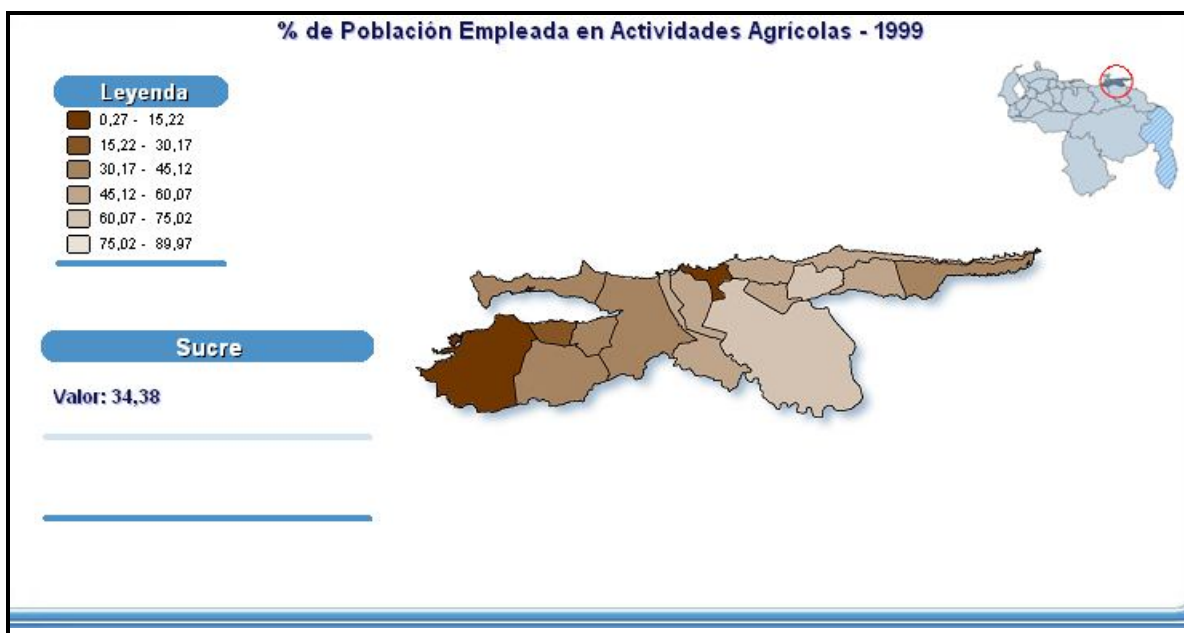 % de Población Empleada en Actividades Agrícolas - 1999
Leyenda
0,27 - 15,22
15,22 - 30,17
30,17 - 45,12
45,12 - 60,07
60,07 - 75,02
75,02 - 89,97
Sucre
Valor: 34,38